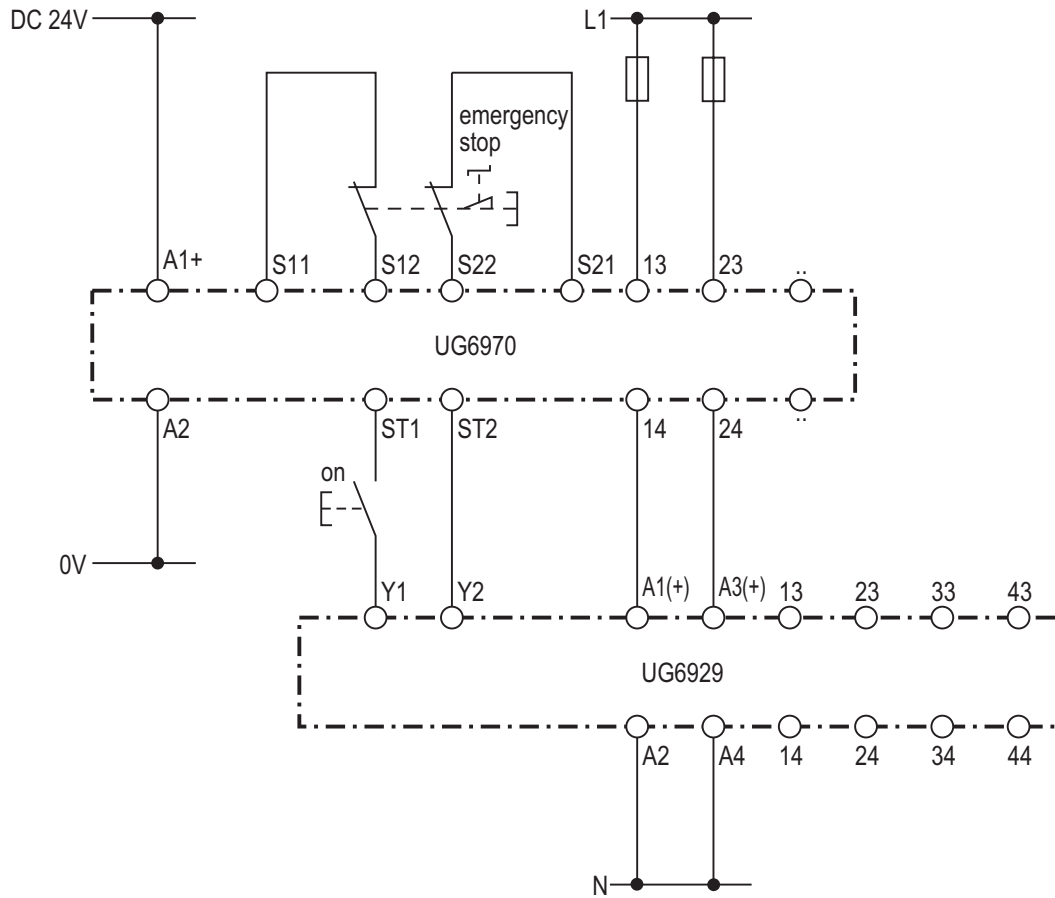 DC 24V
L1
emergency
stop
A1+
S11
S12
S22
S21
13
23
..
UG6970
A2
ST1
ST2
14
24
..
on
0V
Y1
Y2
A1(+)
A3(+)
13
23
33
43
UG6929
A2
A4
14
24
34
44
N